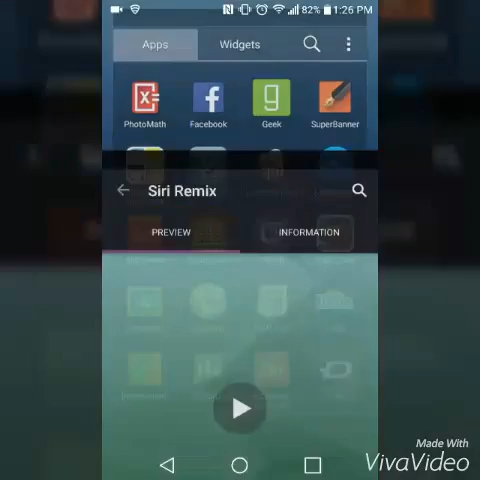 82% 1:26 PM
Apps Widgets
PhotoMath Facebook Geek SuperBanner
Siri Remix
PREVIEW INFORMATION
Made With
VivaVideo